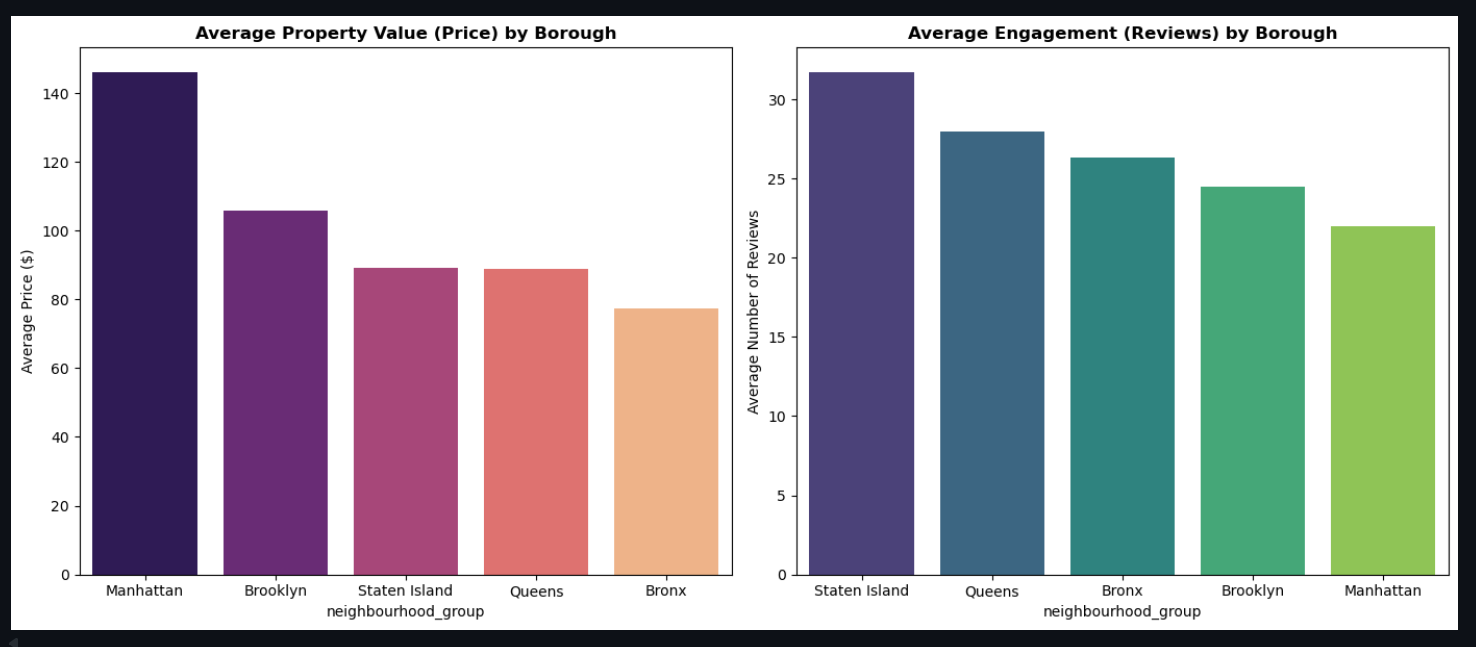 Average Property Value (Price) by Borough
Average Price ($)
140
120
100
80
60
40
20
0
Manhattan Brooklyn Staten Island Queens Bronx
neighbourhood_group
Average Engagement (Reviews) by Borough
Average Number of Reviews
30
25
20
15
10
5
0
Staten Island Queens Bronx Brooklyn Manhattan
neighbourhood_group